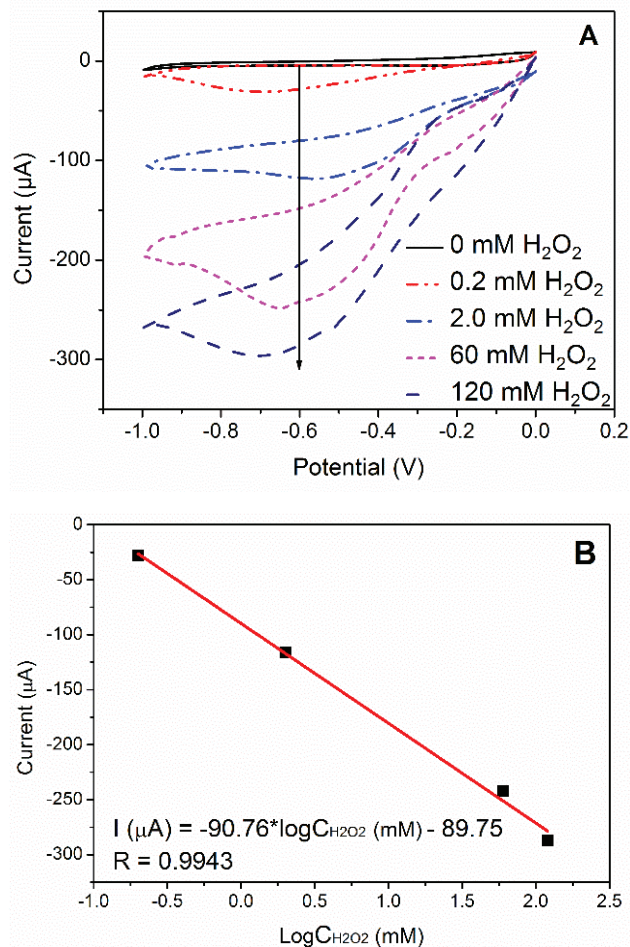 A
0
-100
-200
-300
Current (µA)
0 mM H₂O₂
0.2 mM H₂O₂
2.0 mM H₂O₂
60 mM H₂O₂
120 mM H₂O₂
-1.0 -0.8 -0.6 -0.4 -0.2 0.0 0.2
Potential (V)
B
0
-50
-100
-150
-200
-250
-300
Current (µA)
I (µA) = -90.76*logC_H2O2 (mM) - 89.75
R = 0.9943
-1.0 -0.5 0.0 0.5 1.0 1.5 2.0 2.5
LogC_H2O2 (mM)